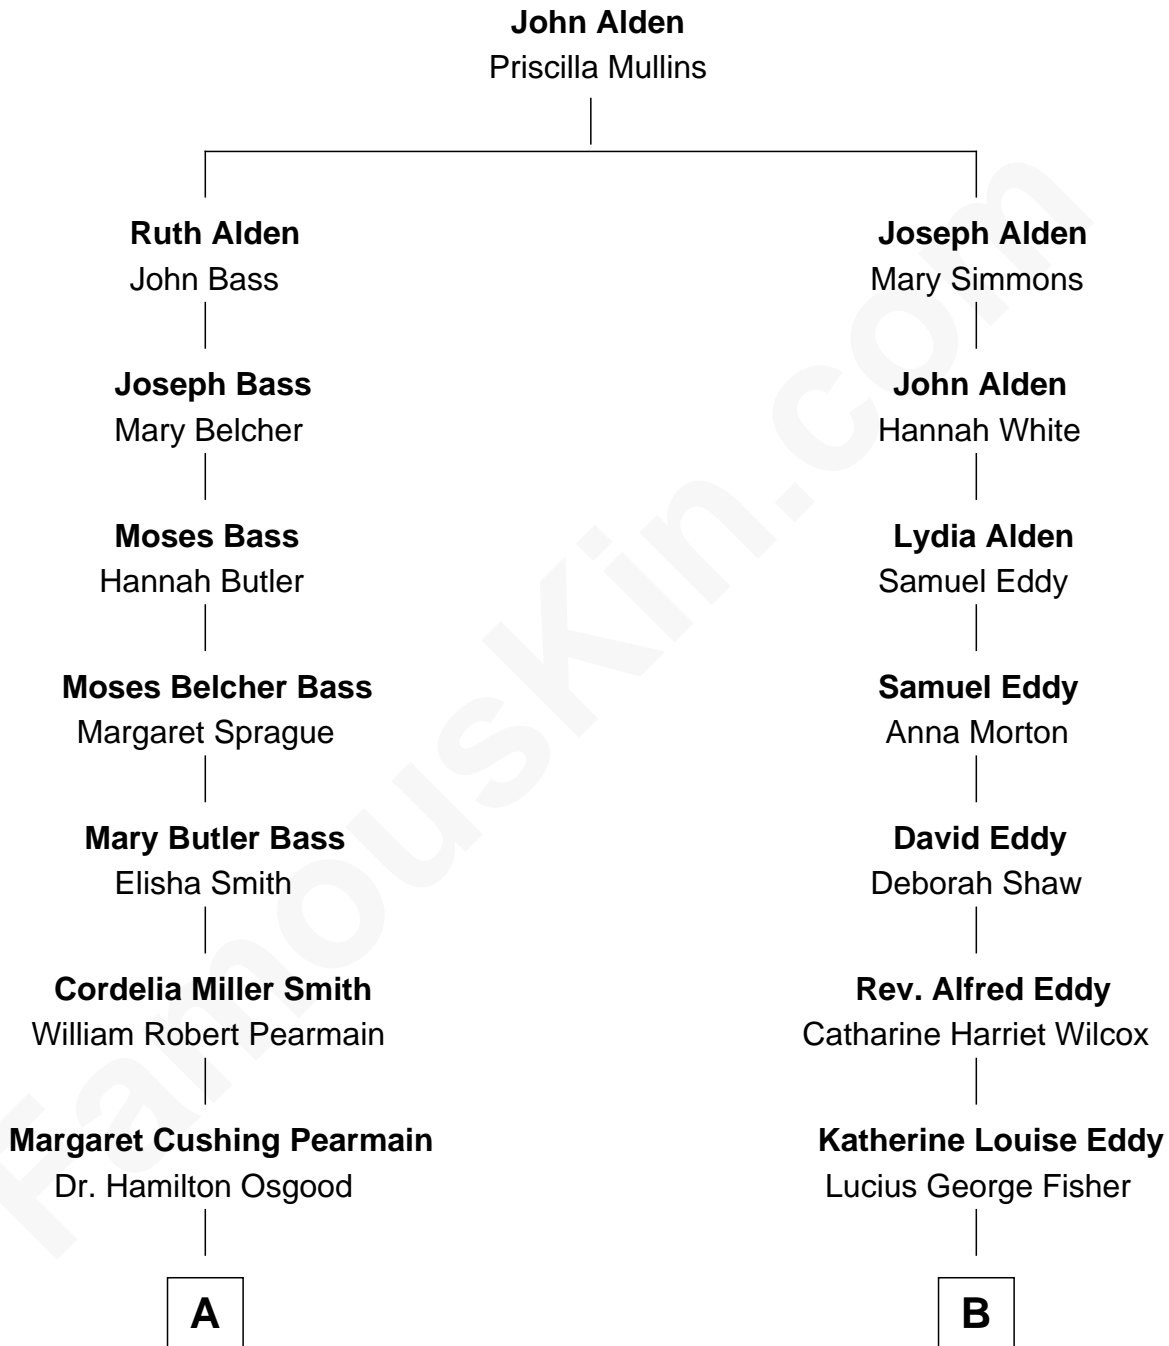 John Alden
Priscilla Mullins
Ruth Alden
John Bass
Joseph Alden
Mary Simmons
Joseph Bass
Mary Belcher
John Alden
Hannah White
Moses Bass
Hannah Butler
Lydia Alden
Samuel Eddy
Moses Belcher Bass
Margaret Sprague
Samuel Eddy
Anna Morton
Mary Butler Bass
Elisha Smith
David Eddy
Deborah Shaw
Cordelia Miller Smith
William Robert Pearmain
Rev. Alfred Eddy
Catharine Harriet Wilcox
Margaret Cushing Pearmain
Dr. Hamilton Osgood
Katherine Louise Eddy
Lucius George Fisher
A
B
FamousKin.com